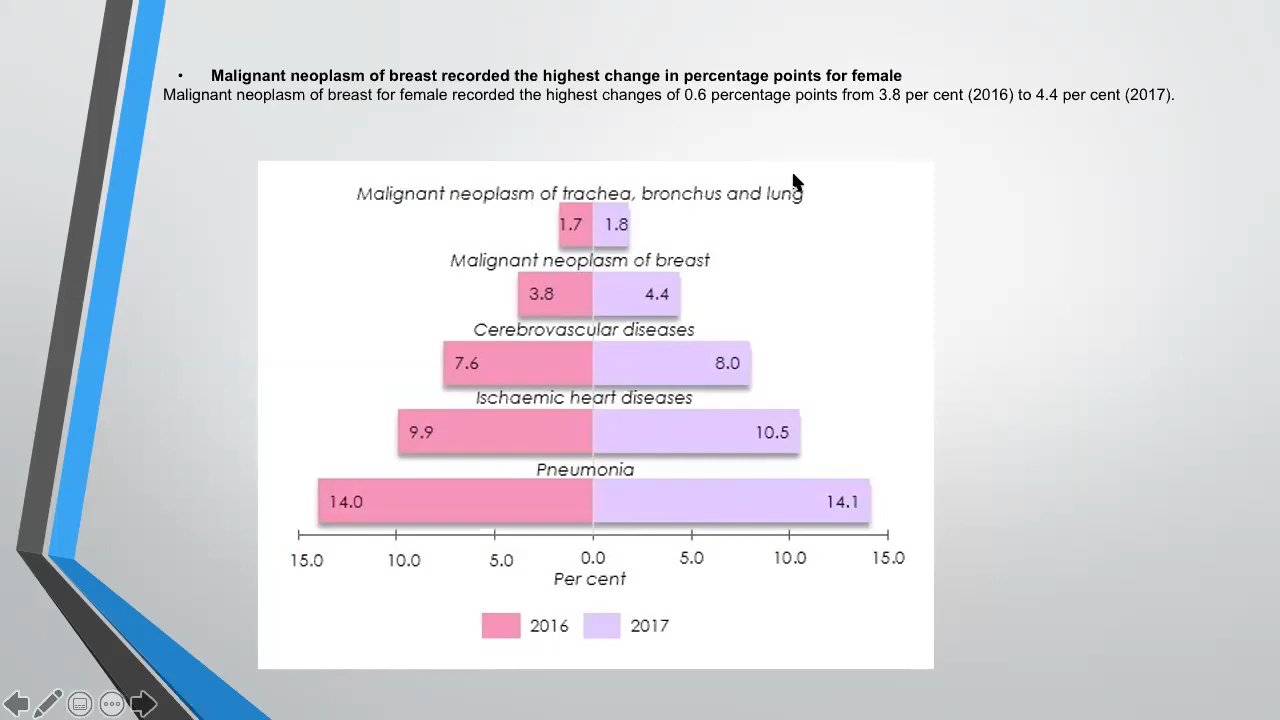 • Malignant neoplasm of breast recorded the highest change in percentage points for female
Malignant neoplasm of breast for female recorded the highest changes of 0.6 percentage points from 3.8 per cent (2016) to 4.4 per cent (2017).
Malignant neoplasm of trachea, bronchus and lung
1.7 1.8
Malignant neoplasm of breast
3.8 4.4
Cerebrovascular diseases
7.6 8.0
Ischaemic heart diseases
9.9 10.5
Pneumonia
14.0 14.1
15.0 10.0 5.0 0.0 5.0 10.0 15.0
Per cent
2016 2017